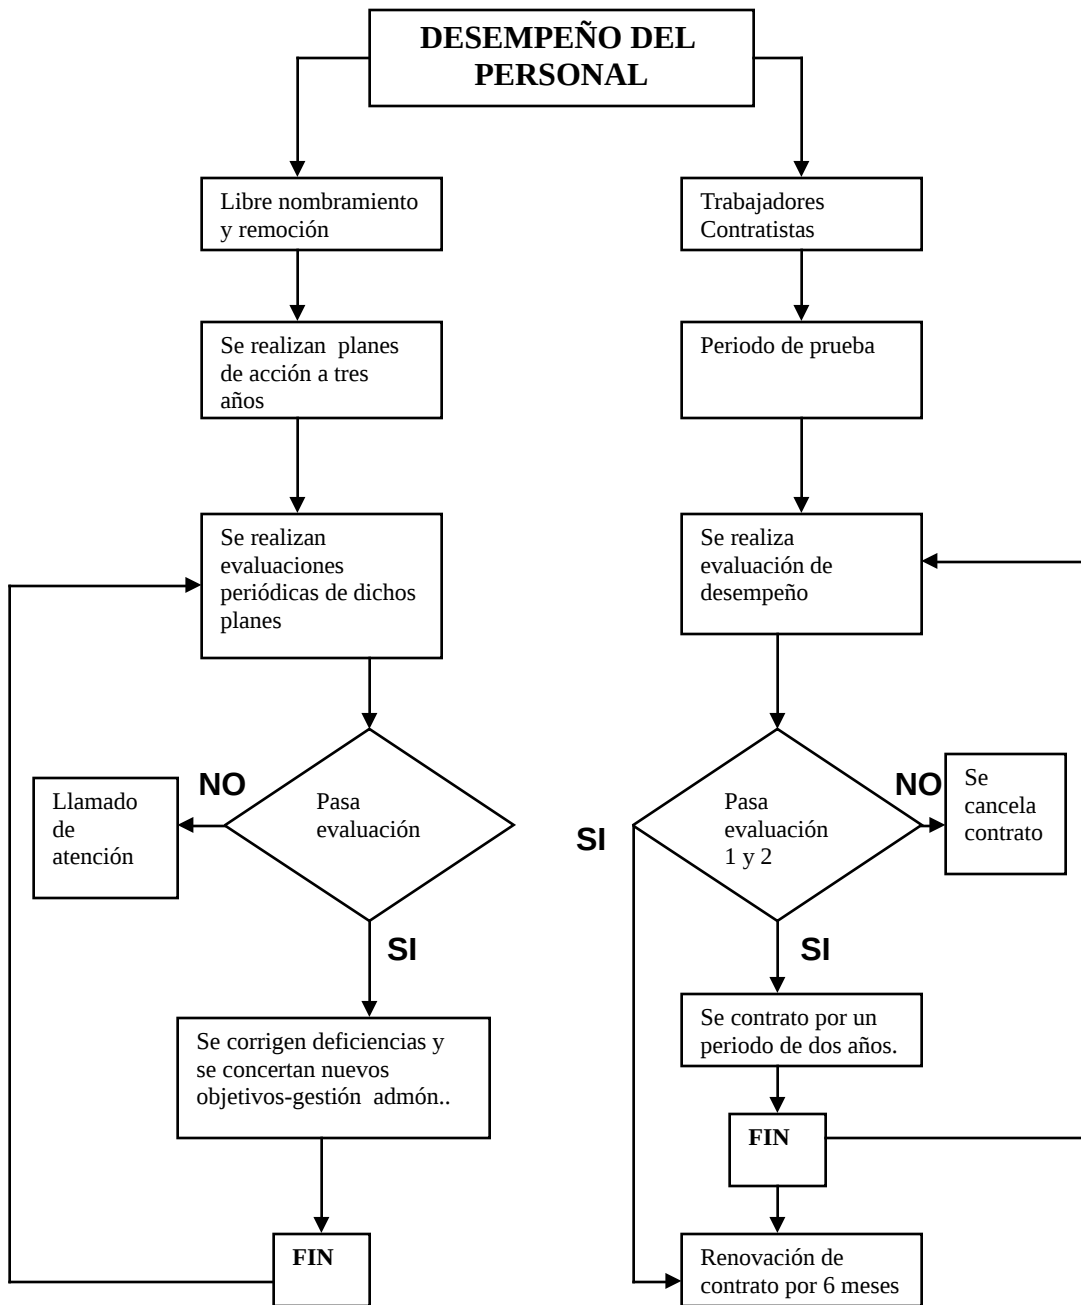 DESEMPEÑO DEL
PERSONAL
Libre nombramiento
y remoción
Trabajadores
Contratistas
Se realizan planes
de acción a tres
años
Periodo de prueba
Se realizan
evaluaciones
periódicas de dichos
planes
Se realiza
evaluación de
desempeño
NO
Llamado
de
atención
Pasa
evaluación
SI
SI
Pasa
evaluación
1 y 2
NO
Se
cancela
contrato
SI
Se corrigen deficiencias y
se concertan nuevos
objetivos-gestión admón..
Se contrato por un
periodo de dos años.
FIN
FIN
Renovación de
contrato por 6 meses